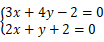 {3x + 4y − 2 = 0
{2x + y + 2 = 0